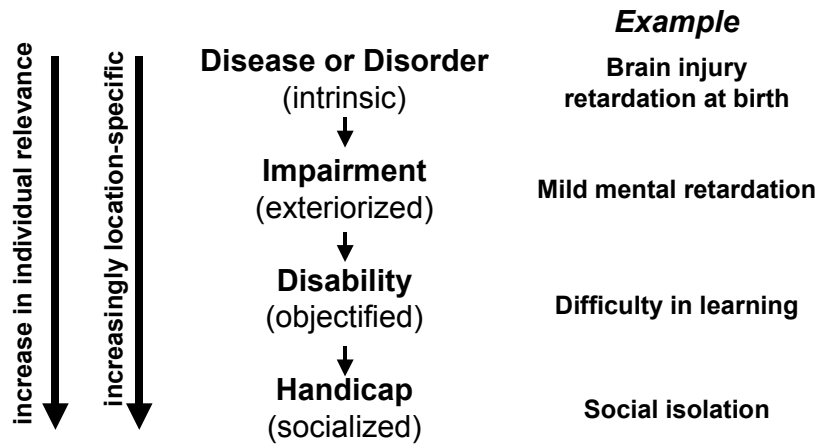 Example
Disease or Disorder
(intrinsic)
Brain injury
retardation at birth
Impairment
(exteriorized)
Mild mental retardation
Disability
(objectified)
Difficulty in learning
Handicap
(socialized)
Social isolation
increase in individual relevance
increasingly location-specific